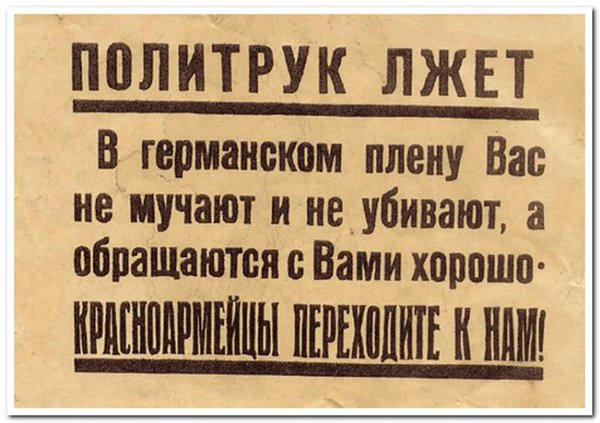 ПОЛИТРУК ЛЖЕТ
В германском плену Вас
не мучают и не убивают, а
обращаются с Вами хорошо.
КРАСНОАРМЕЙЦЫ ПЕРЕХОДИТЕ К НАМ!